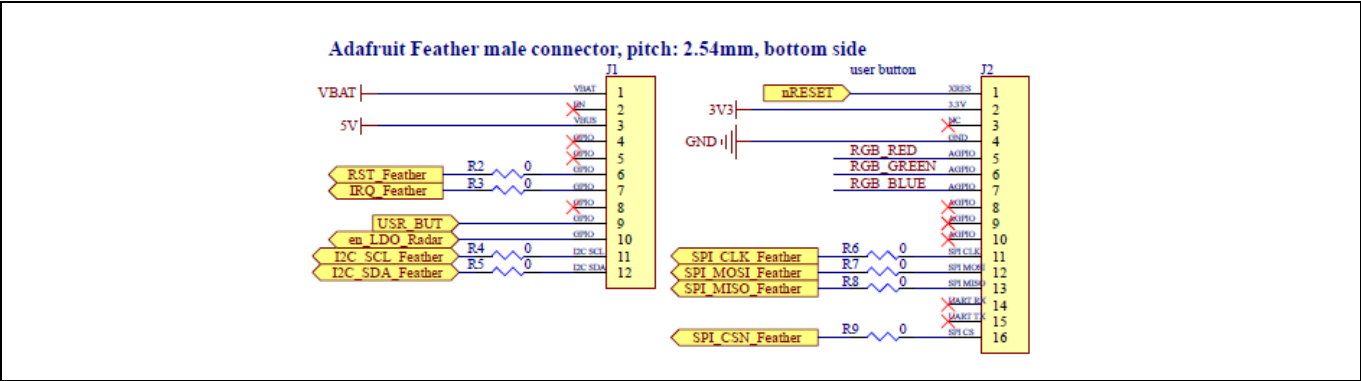 Adafruit Feather male connector, pitch: 2.54mm, bottom side
J1
VBAT VBAT 1
EN 2
5V VBUS 3
GPIO 4
GPIO 5
RST_Feather R2 0 GPIO 6
IRQ_Feather R3 0 GPIO 7
GPIO 8
USR_BUT GPIO 9
en_LDO_Radar GPIO 10
I2C_SCL_Feather R4 0 I2C SCL 11
I2C_SDA_Feather R5 0 I2C SDA 12
user button J2
nRESET XRES 1
3V3 3.3V 2
NC 3
GND GND 4
RGB_RED AGPIO 5
RGB_GREEN AGPIO 6
RGB_BLUE AGPIO 7
AGPIO 8
AGPIO 9
AGPIO 10
SPI_CLK_Feather R6 0 SPI CLK 11
SPI_MOSI_Feather R7 0 SPI MOSI 12
SPI_MISO_Feather R8 0 SPI MISO 13
UART RX 14
UART TX 15
SPI_CSN_Feather R9 0 SPI CS 16